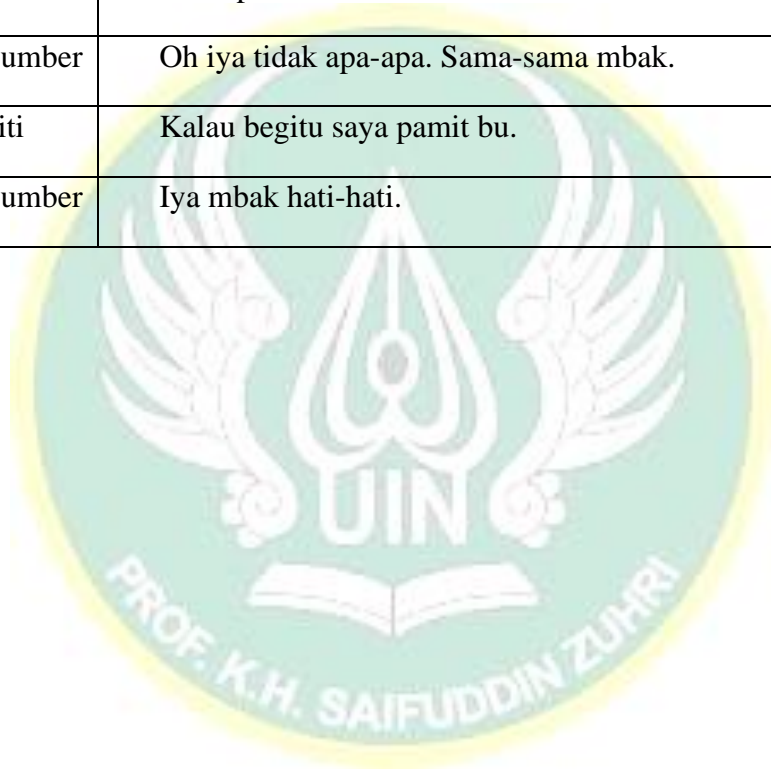 umber Oh iya tidak apa-apa. Sama-sama mbak.
iti Kalau begitu saya pamit bu.
umber Iya mbak hati-hati.
UIN
PROF. K.H. SAIFUDDIN ZUHRI